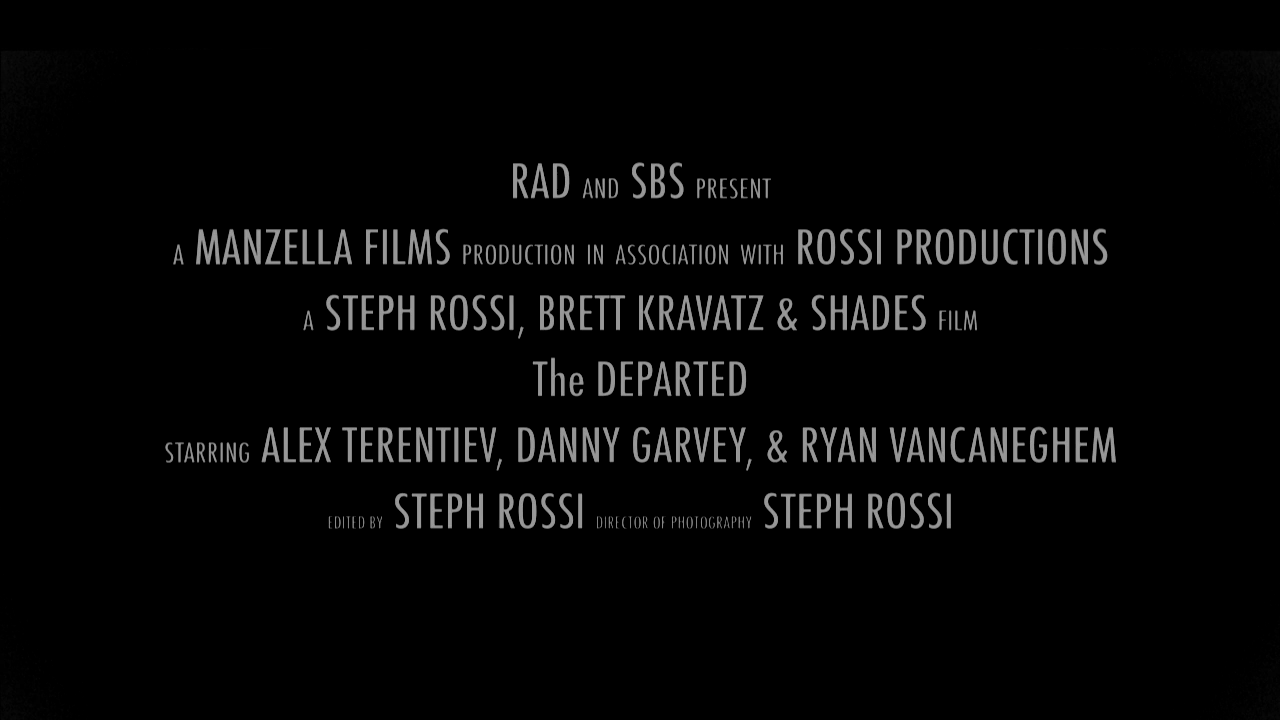 RAD AND SBS PRESENT
A MANZELLA FILMS PRODUCTION IN ASSOCIATION WITH ROSSI PRODUCTIONS
A STEPH ROSSI, BRETT KRAVATZ & SHADES FILM
The DEPARTED
STARRING ALEX TERENTIEV, DANNY GARVEY, & RYAN VANCANEGHEM
EDITED BY STEPH ROSSI DIRECTOR OF PHOTOGRAPHY STEPH ROSSI